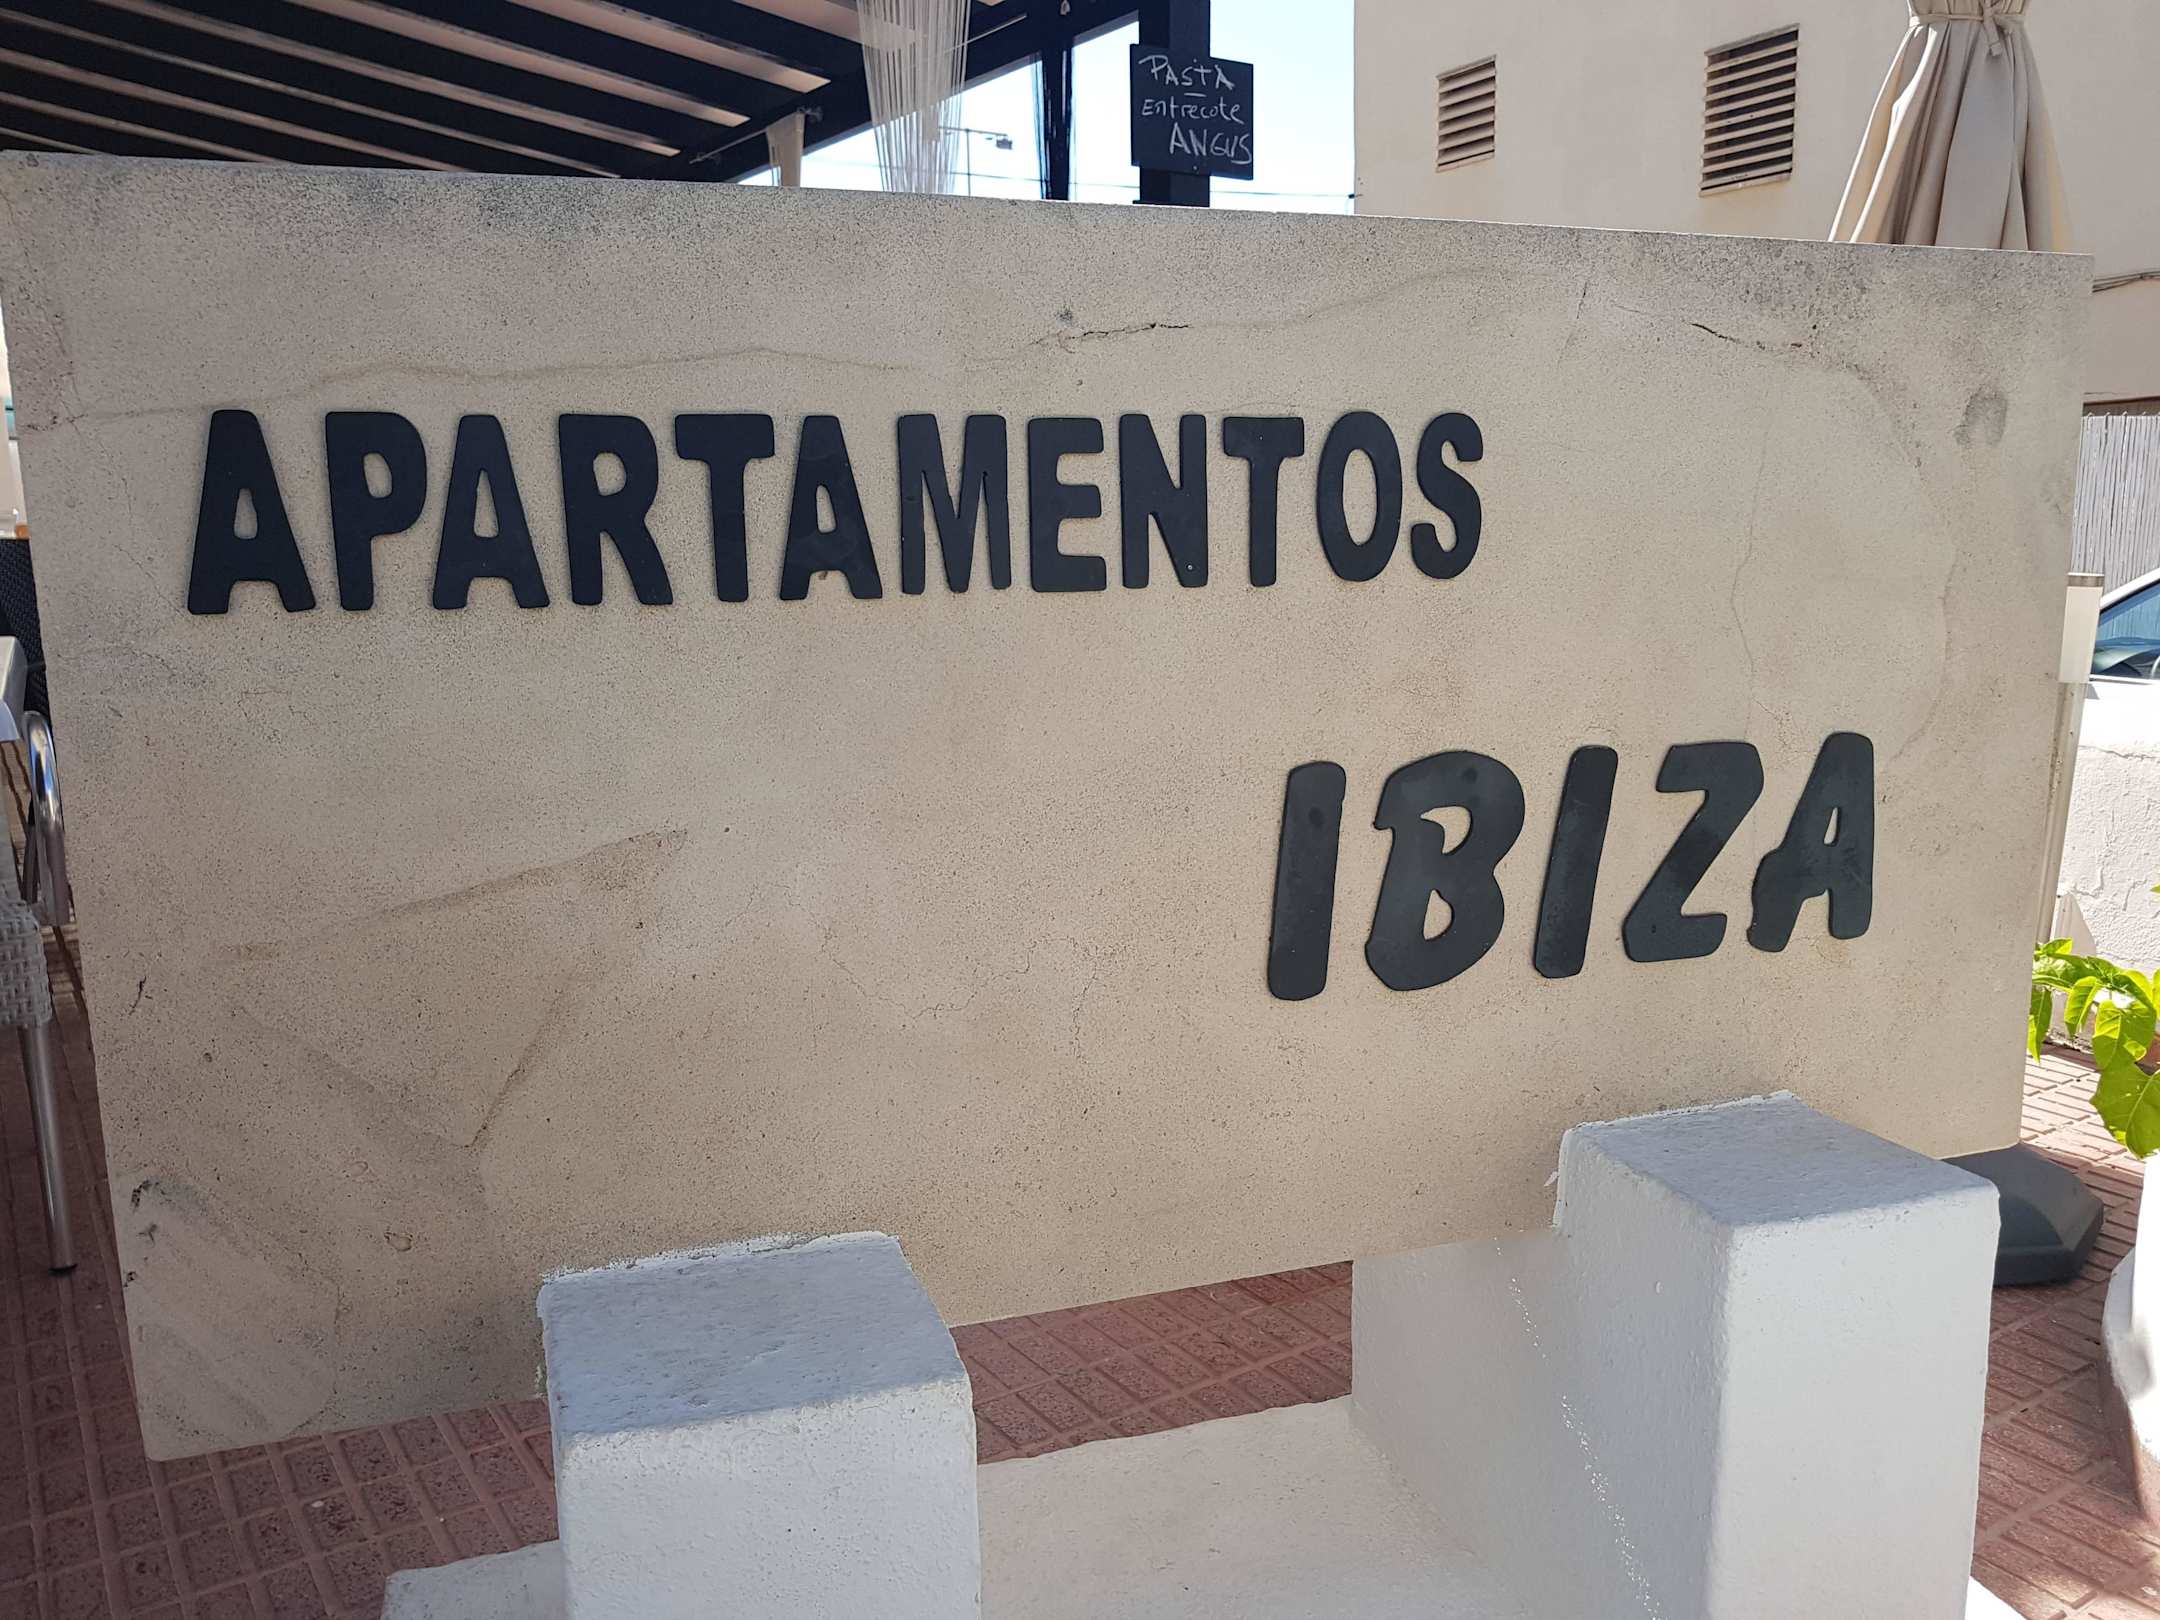 PASTA
Entrecote
ANGUS
APARTAMENTOS
IBIZA